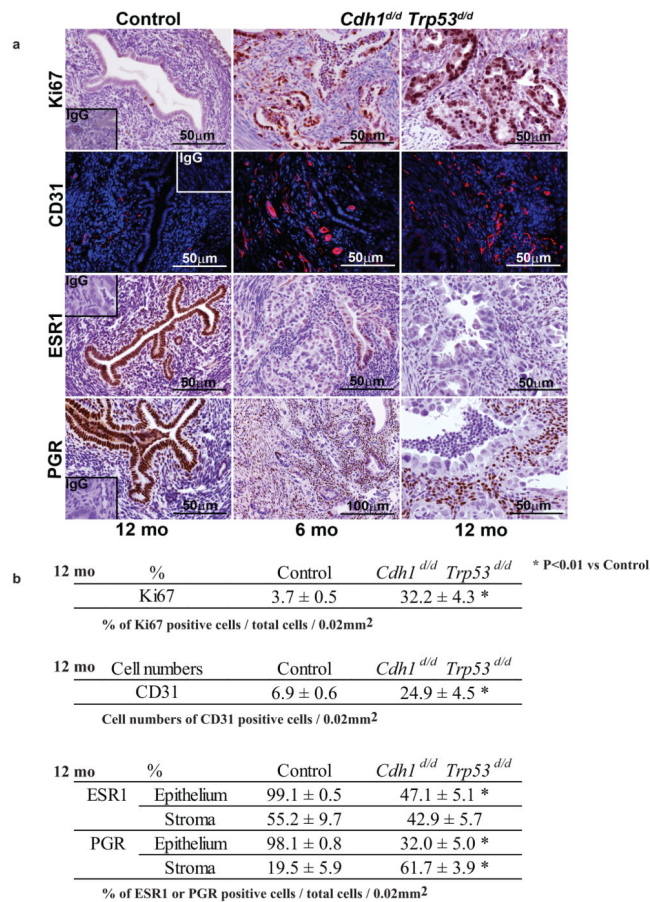 Control Cdh1d/d Trp53d/d
a
Ki67
IgG
50μm 50μm 50μm
CD31
IgG
50μm 50μm 50μm
ESR1
IgG
50μm 50μm 50μm
PGR
IgG
50μm 100μm 50μm
12 mo 6 mo 12 mo
b
12 mo % Control Cdh1 d/d Trp53 d/d * P<0.01 vs Control
Ki67 3.7 ± 0.5 32.2 ± 4.3 *
% of Ki67 positive cells / total cells / 0.02mm2
12 mo Cell numbers Control Cdh1 d/d Trp53 d/d
CD31 6.9 ± 0.6 24.9 ± 4.5 *
Cell numbers of CD31 positive cells / 0.02mm2
12 mo % Control Cdh1 d/d Trp53 d/d
ESR1 Epithelium 99.1 ± 0.5 47.1 ± 5.1 *
Stroma 55.2 ± 9.7 42.9 ± 5.7
PGR Epithelium 98.1 ± 0.8 32.0 ± 5.0 *
Stroma 19.5 ± 5.9 61.7 ± 3.9 *
% of ESR1 or PGR positive cells / total cells / 0.02mm2